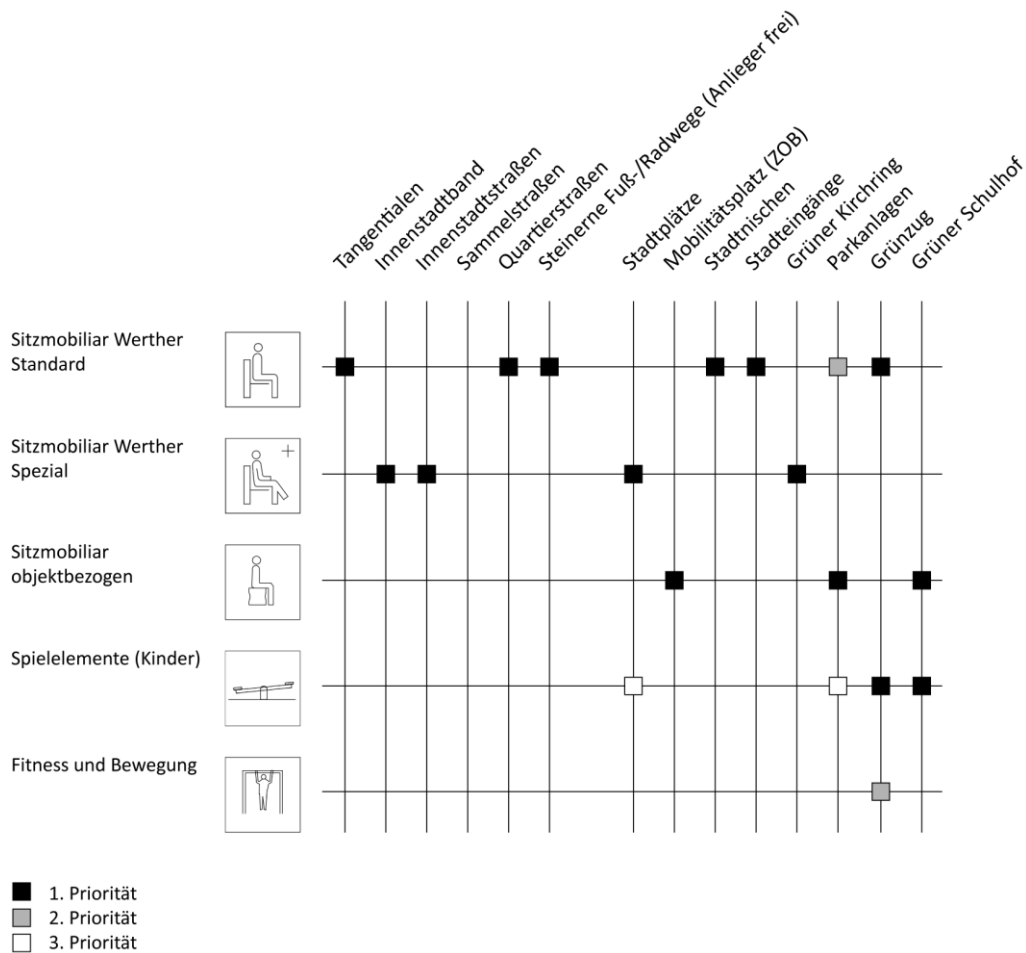 Tangentialen
Innenstadtband
Innenstadtstraßen
Sammelstraßen
Quartierstraßen
Steinerne Fuß-/Radwege (Anlieger frei)
Stadtplätze
Mobilitätsplatz (ZOB)
Stadtnischen
Stadteingänge
Grüner Kirchring
Parkanlagen
Grünzug
Grüner Schulhof
Sitzmobiliar Werther
Standard
Sitzmobiliar Werther
Spezial
Sitzmobiliar
objektbezogen
Spielelemente (Kinder)
Fitness und Bewegung
1. Priorität
2. Priorität
3. Priorität